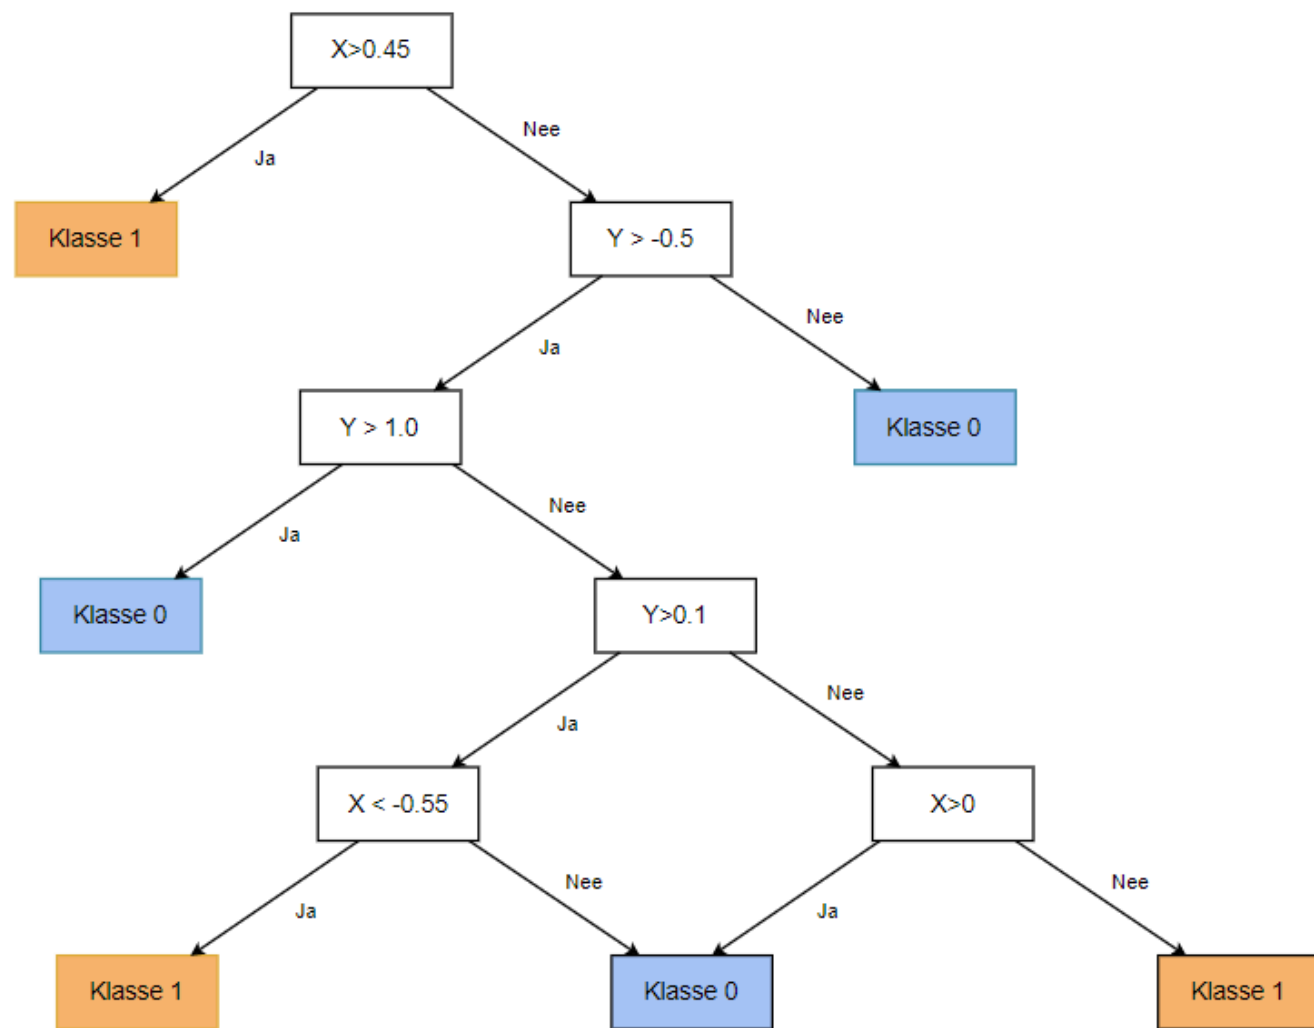 X>0.45
Nee
Ja
Klasse 1
Y > -0.5
Nee
Ja
Y > 1.0
Klasse 0
Nee
Ja
Klasse 0
Y>0.1
Nee
Ja
X < -0.55
X>0
Nee
Nee
Ja
Ja
Klasse 1
Klasse 0
Klasse 1